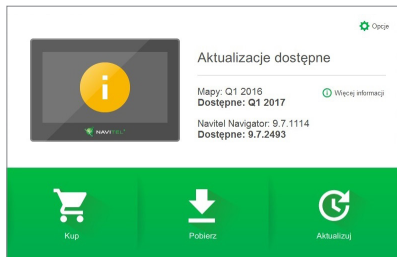 Opcje
Aktualizacje dostępne
Mapy: Q1 2016
Dostępne: Q1 2017
Więcej informacji
Navitel Navigator: 9.7.1114
Dostępne: 9.7.2493
NAVITEL
Kup
Pobierz
Aktualizuj